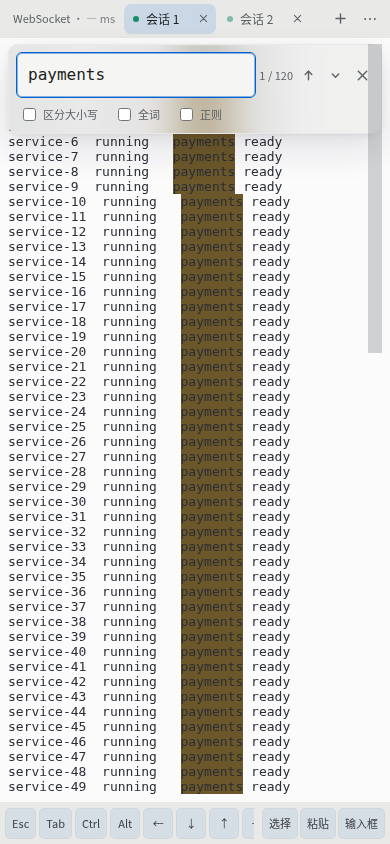 WebSocket · — ms 会话 1 × 会话 2 × + ⋯
payments 1 / 120 ↑ ×
区分大小写 全词 正则
service-6 running payments ready
service-7 running payments ready
service-8 running payments ready
service-9 running payments ready
service-10 running payments ready
service-11 running payments ready
service-12 running payments ready
service-13 running payments ready
service-14 running payments ready
service-15 running payments ready
service-16 running payments ready
service-17 running payments ready
service-18 running payments ready
service-19 running payments ready
service-20 running payments ready
service-21 running payments ready
service-22 running payments ready
service-23 running payments ready
service-24 running payments ready
service-25 running payments ready
service-26 running payments ready
service-27 running payments ready
service-28 running payments ready
service-29 running payments ready
service-30 running payments ready
service-31 running payments ready
service-32 running payments ready
service-33 running payments ready
service-34 running payments ready
service-35 running payments ready
service-36 running payments ready
service-37 running payments ready
service-38 running payments ready
service-39 running payments ready
service-40 running payments ready
service-41 running payments ready
service-42 running payments ready
service-43 running payments ready
service-44 running payments ready
service-45 running payments ready
service-46 running payments ready
service-47 running payments ready
service-48 running payments ready
service-49 running payments ready
Esc Tab Ctrl Alt ← ↓ ↑ 选择 粘贴 输入框